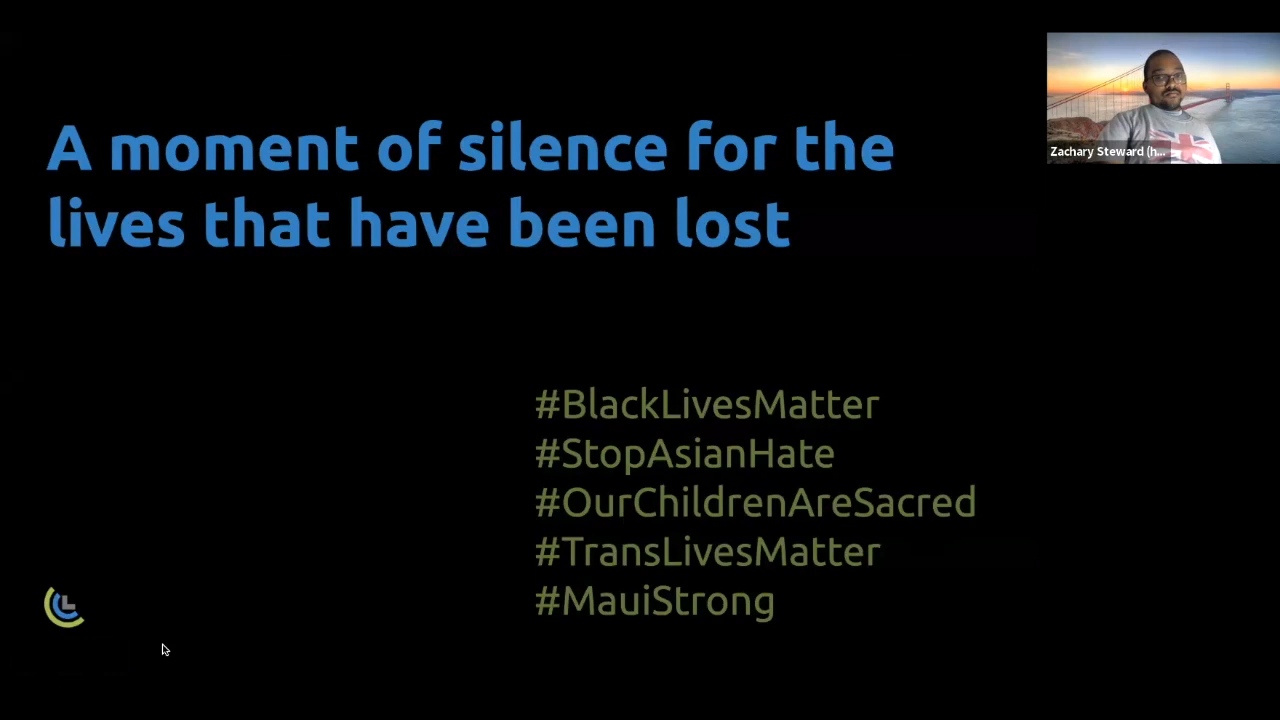 A moment of silence for the
lives that have been lost
Zachary Steward (h...
#BlackLivesMatter
#StopAsianHate
#OurChildrenAreSacred
#TransLivesMatter
#MauiStrong